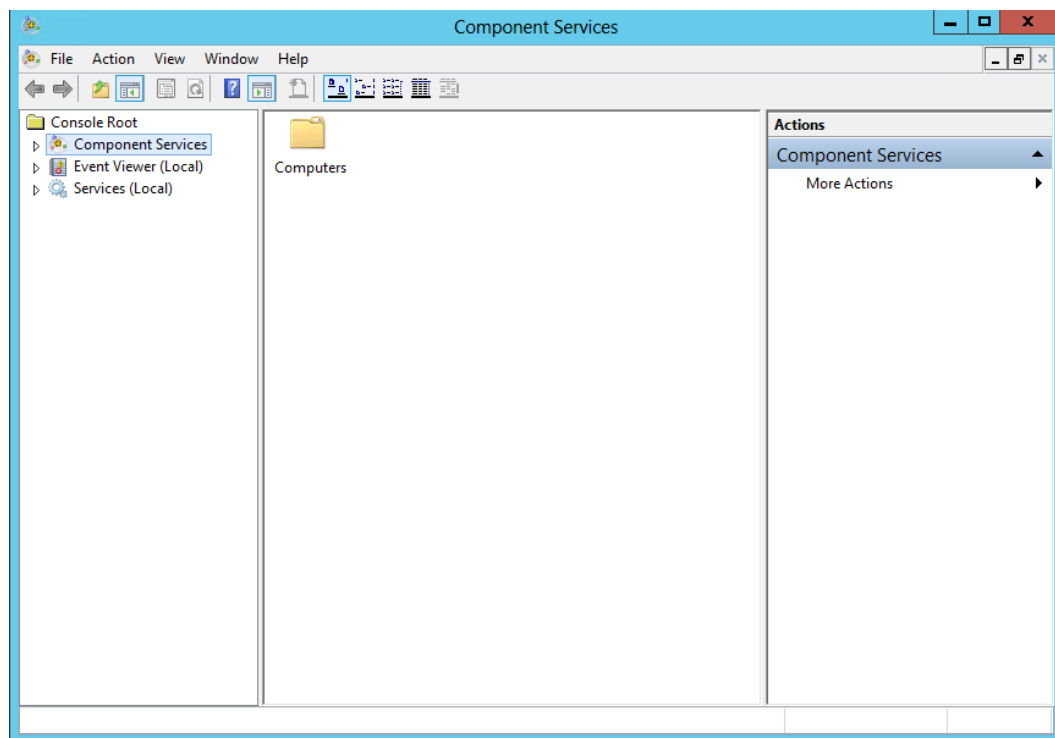 Component Services
File Action View Window Help
Console Root
Component Services
Event Viewer (Local)
Services (Local)
Computers
Actions
Component Services
More Actions